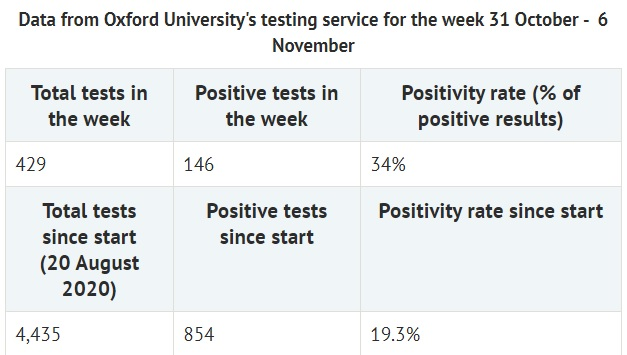 Data from Oxford University's testing service for the week 31 October - 6
November
Total tests in
the week
Positive tests in
the week
Positivity rate (% of
positive results)
429
146
34%
Total tests
since start
(20 August
2020)
Positive tests
since start
Positivity rate since start
4,435
854
19.3%